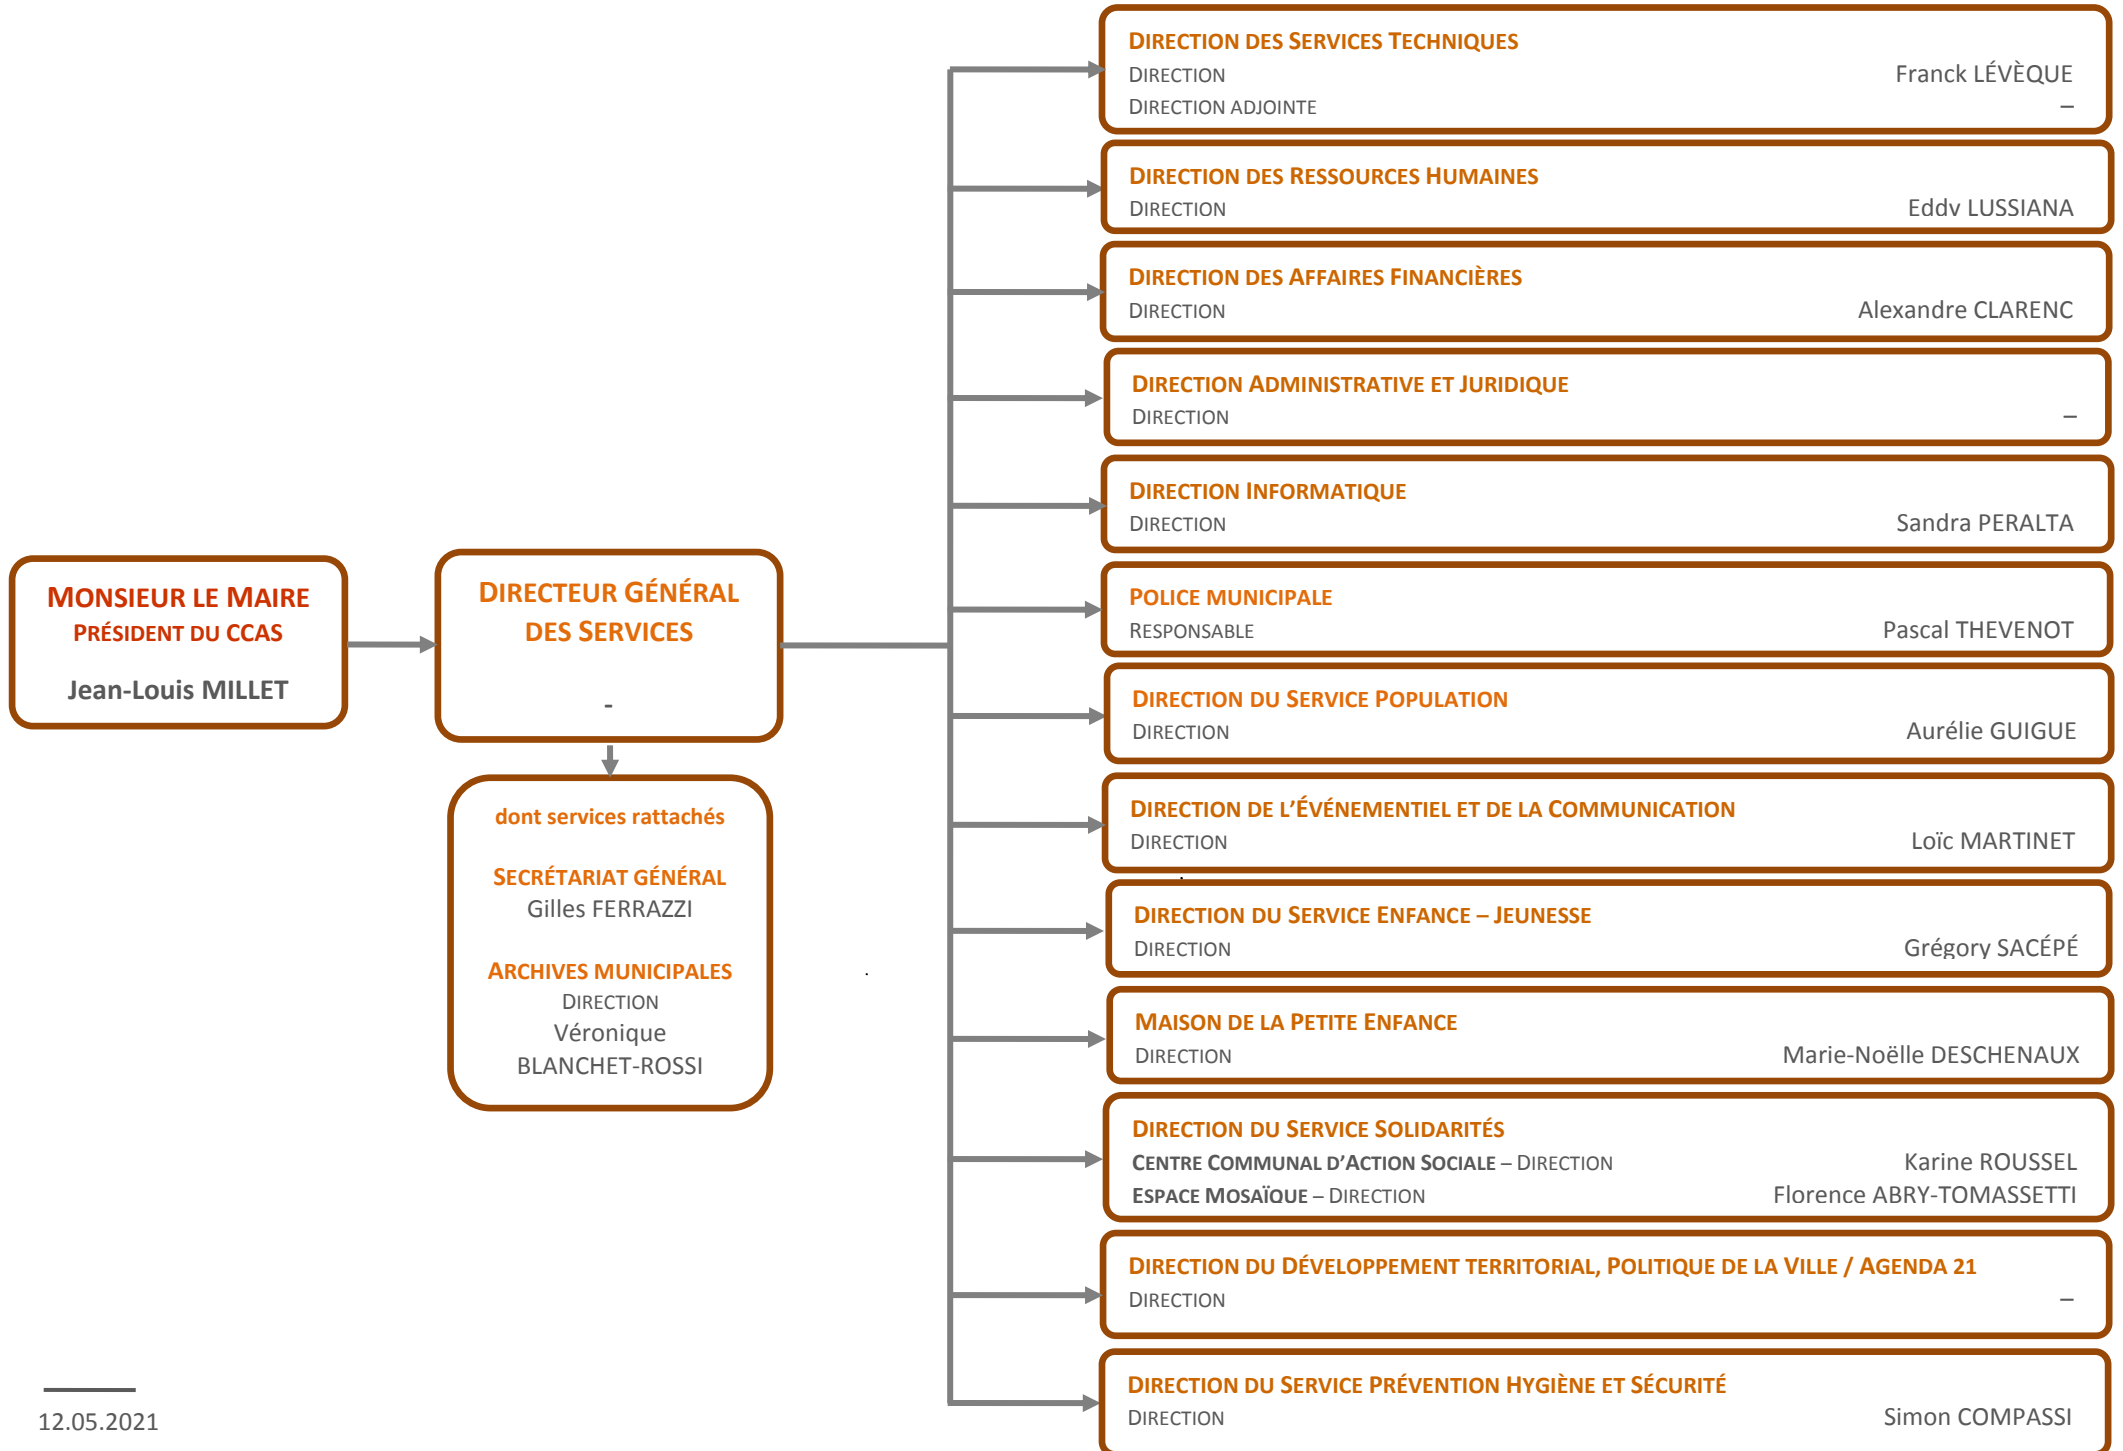 MONSIEUR LE MAIRE
PRÉSIDENT DU CCAS
Jean-Louis MILLET
DIRECTEUR GÉNÉRAL
DES SERVICES
-
dont services rattachés
SECRÉTARIAT GÉNÉRAL
Gilles FERRAZZI
ARCHIVES MUNICIPALES
DIRECTION
Véronique
BLANCHET-ROSSI
DIRECTION DES SERVICES TECHNIQUES
DIRECTION Franck LÉVÈQUE
DIRECTION ADJOINTE –
DIRECTION DES RESSOURCES HUMAINES
DIRECTION Eddy LUSSIANA
DIRECTION DES AFFAIRES FINANCIÈRES
DIRECTION Alexandre CLARENC
DIRECTION ADMINISTRATIVE ET JURIDIQUE
DIRECTION –
DIRECTION INFORMATIQUE
DIRECTION Sandra PERALTA
POLICE MUNICIPALE
RESPONSABLE Pascal THEVENOT
DIRECTION DU SERVICE POPULATION
DIRECTION Aurélie GUIGUE
DIRECTION DE L'ÉVÉNEMENTIEL ET DE LA COMMUNICATION
DIRECTION Loïc MARTINET
DIRECTION DU SERVICE ENFANCE – JEUNESSE
DIRECTION Grégory SACÉPÉ
MAISON DE LA PETITE ENFANCE
DIRECTION Marie-Noëlle DESCHENAUX
DIRECTION DU SERVICE SOLIDARITÉS
CENTRE COMMUNAL D'ACTION SOCIALE – DIRECTION Karine ROUSSEL
ESPACE MOSAÏQUE – DIRECTION Florence ABRY-TOMASSETTI
DIRECTION DU DÉVELOPPEMENT TERRITORIAL, POLITIQUE DE LA VILLE / AGENDA 21
DIRECTION –
DIRECTION DU SERVICE PRÉVENTION HYGIÈNE ET SÉCURITÉ
DIRECTION Simon COMPASSI
12.05.2021